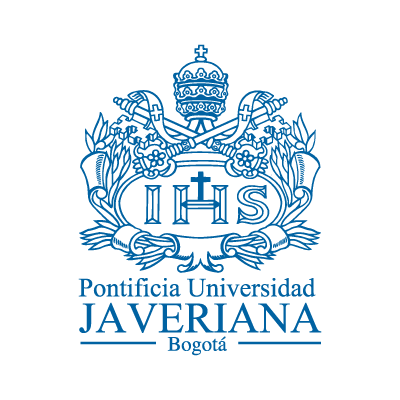 IHS
Pontificia Universidad
JAVERIANA
Bogotá